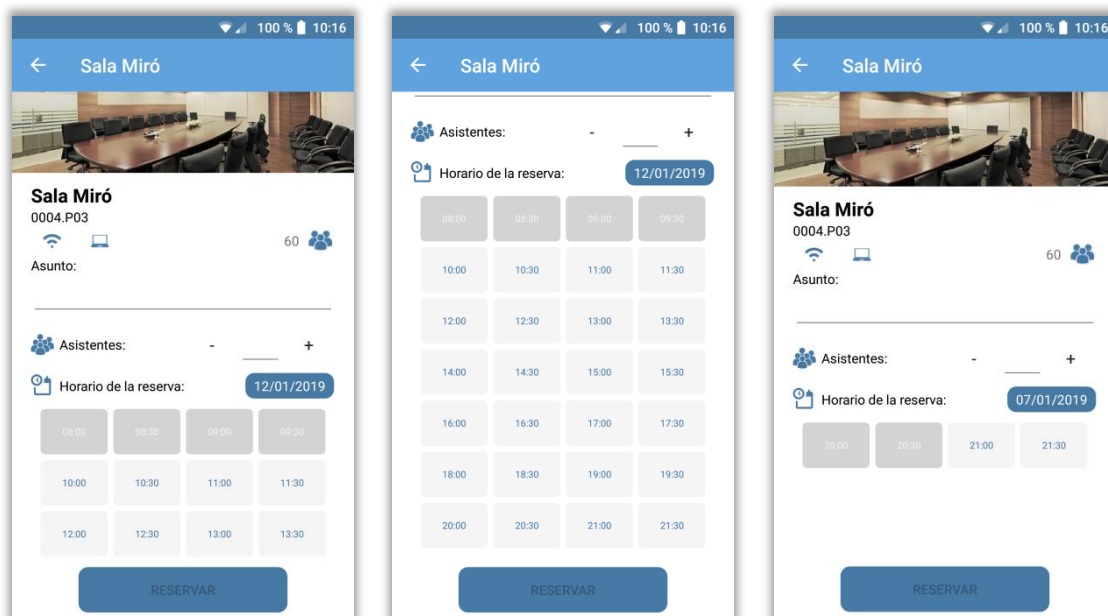 100 % 10:16
Sala Miró
Sala Miró
0004.P03
60
Asunto:
Asistentes: - +
Horario de la reserva: 12/01/2019
08:00 08:30 09:00 09:30
10:00 10:30 11:00 11:30
12:00 12:30 13:00 13:30
RESERVAR
100 % 10:16
Sala Miró
Asistentes: - +
Horario de la reserva: 12/01/2019
08:00 08:30 09:00 09:30
10:00 10:30 11:00 11:30
12:00 12:30 13:00 13:30
14:00 14:30 15:00 15:30
16:00 16:30 17:00 17:30
18:00 18:30 19:00 19:30
20:00 20:30 21:00 21:30
RESERVAR
100 % 10:16
Sala Miró
Sala Miró
0004.P03
60
Asunto:
Asistentes: - +
Horario de la reserva: 07/01/2019
20:00 20:30 21:00 21:30
RESERVAR